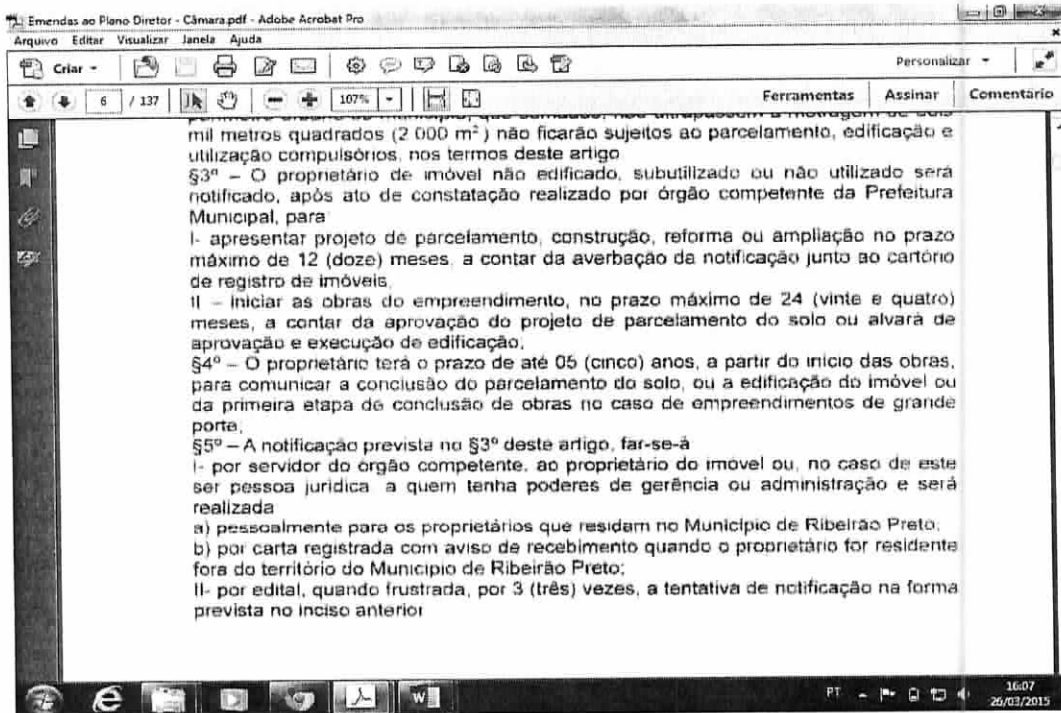 Emendas ao Plano Diretor - Câmara.pdf - Adobe Acrobat Pro
Arquivo Editar Visualizar Janela Ajuda
Criar
Personalizar
6 / 137
107%
Ferramentas Assinar Comentário
mil metros quadrados (2 000 m²) não ficarão sujeitos ao parcelamento, edificação e
utilização compulsórios, nos termos deste artigo
§3º – O proprietário de imóvel não edificado, subutilizado ou não utilizado será
notificado, após ato de constatação realizado por órgão competente da Prefeitura
Municipal, para
I- apresentar projeto de parcelamento, construção, reforma ou ampliação no prazo
máximo de 12 (doze) meses, a contar da averbação da notificação junto ao cartório
de registro de imóveis,
II – iniciar as obras do empreendimento, no prazo máximo de 24 (vinte e quatro)
meses, a contar da aprovação do projeto de parcelamento do solo ou alvará de
aprovação e execução de edificação;
§4º – O proprietário terá o prazo de até 05 (cinco) anos, a partir do início das obras,
para comunicar a conclusão do parcelamento do solo, ou a edificação do imóvel ou
da primeira etapa de conclusão de obras no caso de empreendimentos de grande
porte;
§5º – A notificação prevista no §3º deste artigo, far-se-á
I- por servidor do órgão competente, ao proprietário do imóvel ou, no caso de este
ser pessoa jurídica a quem tenha poderes de gerência ou administração e será
realizada
a) pessoalmente para os proprietários que residam no Município de Ribeirão Preto;
b) por carta registrada com aviso de recebimento quando o proprietário for residente
fora do território do Município de Ribeirão Preto;
II- por edital, quando frustrada, por 3 (três) vezes, a tentativa de notificação na forma
prevista no inciso anterior
PT
16:07
26/03/2015